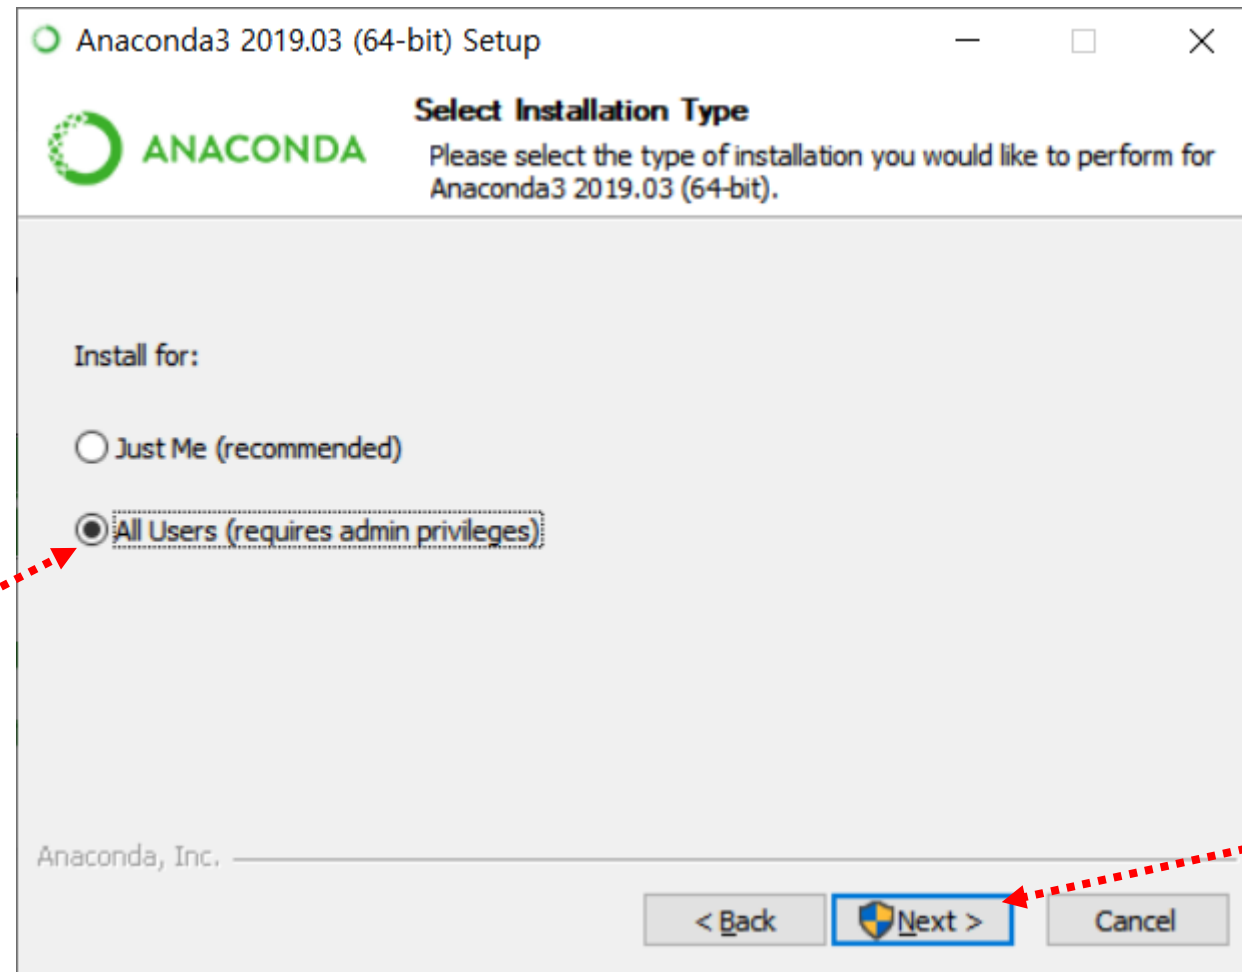 Anaconda3 2019.03 (64-bit) Setup
ANACONDA
Select Installation Type
Please select the type of installation you would like to perform for
Anaconda3 2019.03 (64-bit).
Install for:
Just Me (recommended)
All Users (requires admin privileges)
Anaconda, Inc.
< Back
Next >
Cancel